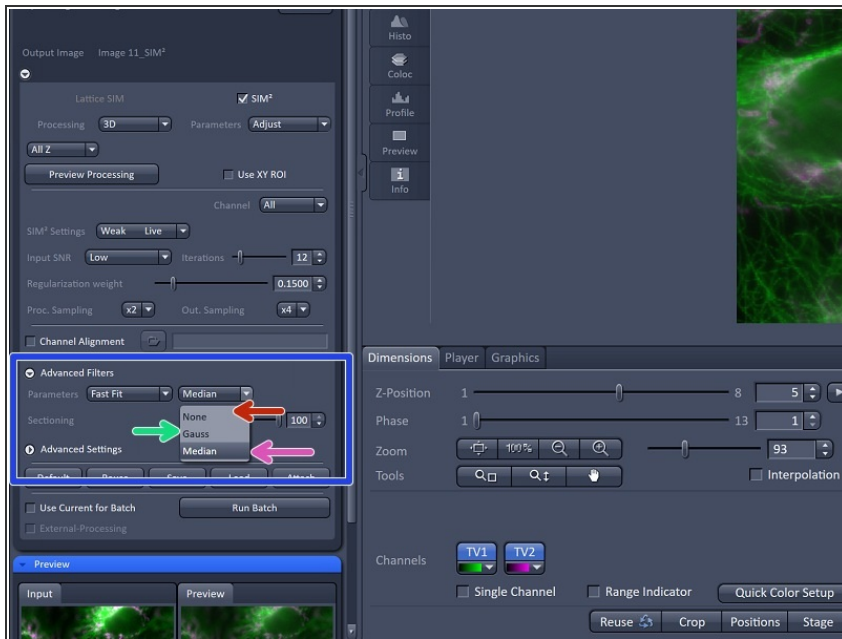 Histo
Output Image Image 11_SIM²
Coloc
Lattice SIM SIM²
Profile
Processing 3D Parameters Adjust
All Z
Preview
Preview Processing Use XY ROI
Info
Channel All
SIM² Settings Weak Live
Input SNR Low Iterations 12
Regularization weight 0.1500
Proc. Sampling x2 Out. Sampling x4
Channel Alignment
Advanced Filters
Parameters Fast Fit Median
Sectioning 100
None
Gauss
Median
Advanced Settings
Default Save Load Attach
Use Current for Batch Run Batch
External-Processing
Preview
Input Preview
Dimensions Player Graphics
Z-Position 1 8 5
Phase 1 13 1
Zoom 100% 93
Tools Interpolation
Channels TV1 TV2
Single Channel Range Indicator Quick Color Setup
Reuse Crop Positions Stage